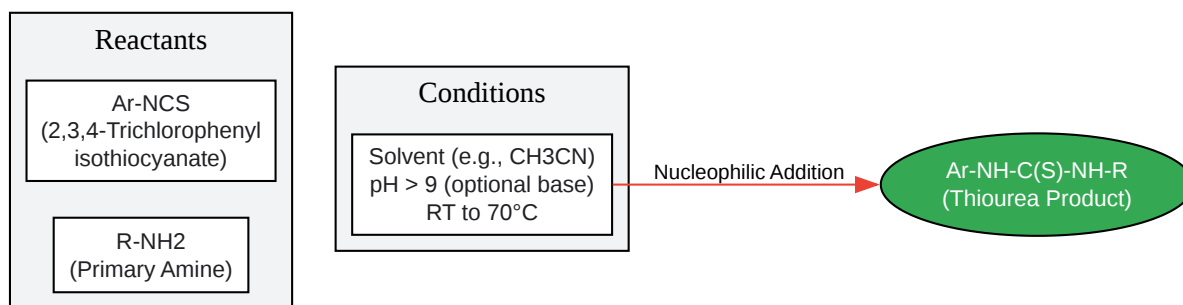 Reactants
Ar-NCS
(2,3,4-Trichlorophenyl
isothiocyanate)
R-NH2
(Primary Amine)
Conditions
Solvent (e.g., CH3CN)
pH > 9 (optional base)
RT to 70°C
Nucleophilic Addition
Ar-NH-C(S)-NH-R
(Thiourea Product)